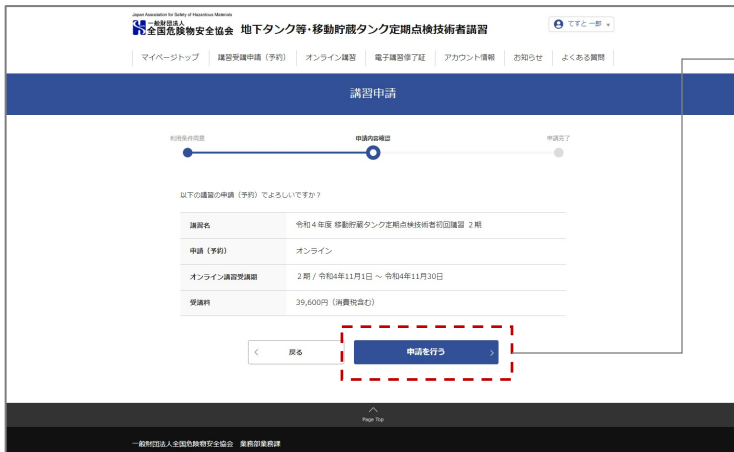 Japan Association for Safety of Hazardous Materials
一般財団法人
全国危険物安全協会 地下タンク等・移動貯蔵タンク定期点検技術者講習
てすと 一郎
マイページトップ 講習受講申請（予約） オンライン講習 電子講習修了証 アカウント情報 お知らせ よくある質問
講習申請
利用条件同意 申請内容確認 申請完了
以下の講習の申請（予約）でよろしいですか？
講習名 令和４年度 移動貯蔵タンク定期点検技術者初回講習 ２期
申請（予約） オンライン
オンライン講習受講期 ２期 / 令和4年11月1日 ～ 令和4年11月30日
受講料 39,600円（消費税含む）
戻る 申請を行う
Page Top
一般財団法人全国危険物安全協会 業務部業務課